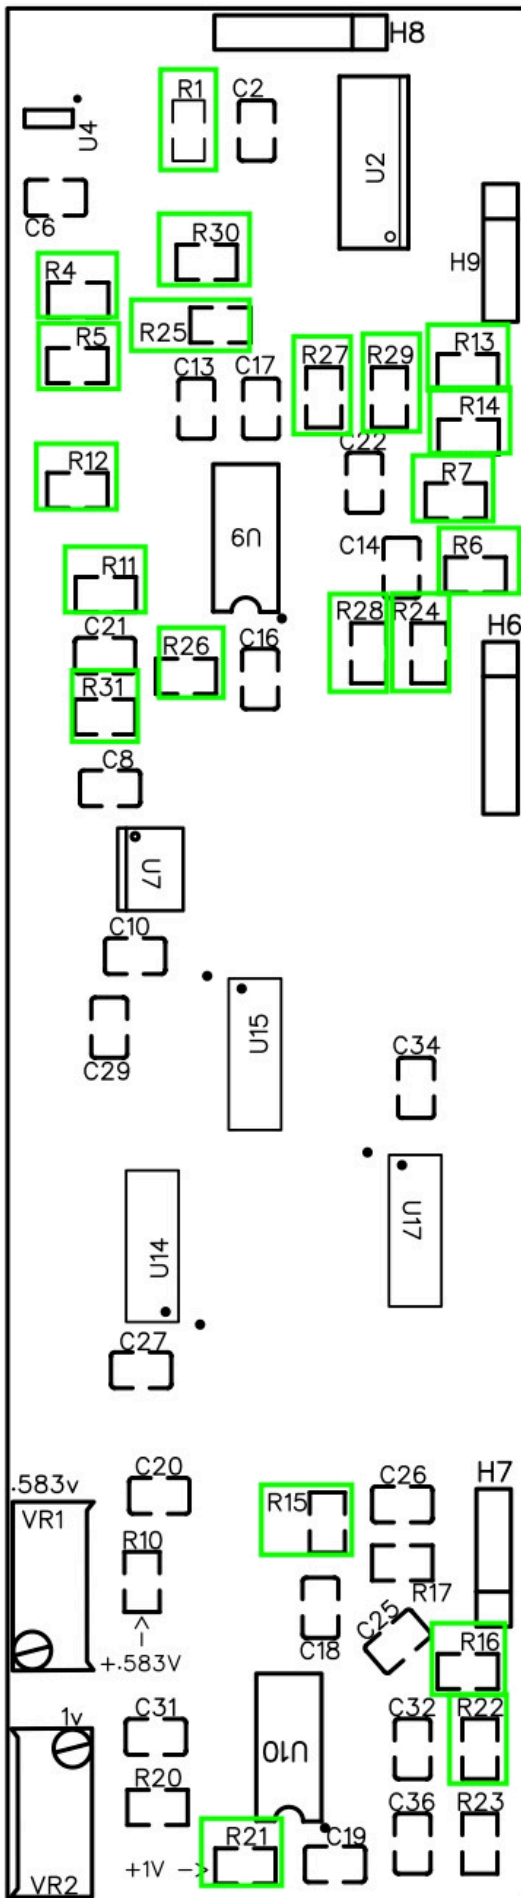 H8
R1
C2
U4
U2
C6
R30
H9
R4
R25
R5
R13
C13
C17
R27
R29
R14
R12
C22
R7
U9
C14
R6
R11
R28
R24
H6
C21
R26
C16
R31
C8
U7
C10
U15
C29
C34
U17
U14
C27
.583v
VR1
C20
R10
+.583V
->
R15
C26
H7
R17
C18
C25
R16
1v
C31
U10
C32
R22
R20
C36
R23
R21
C19
+1V ->
VR2